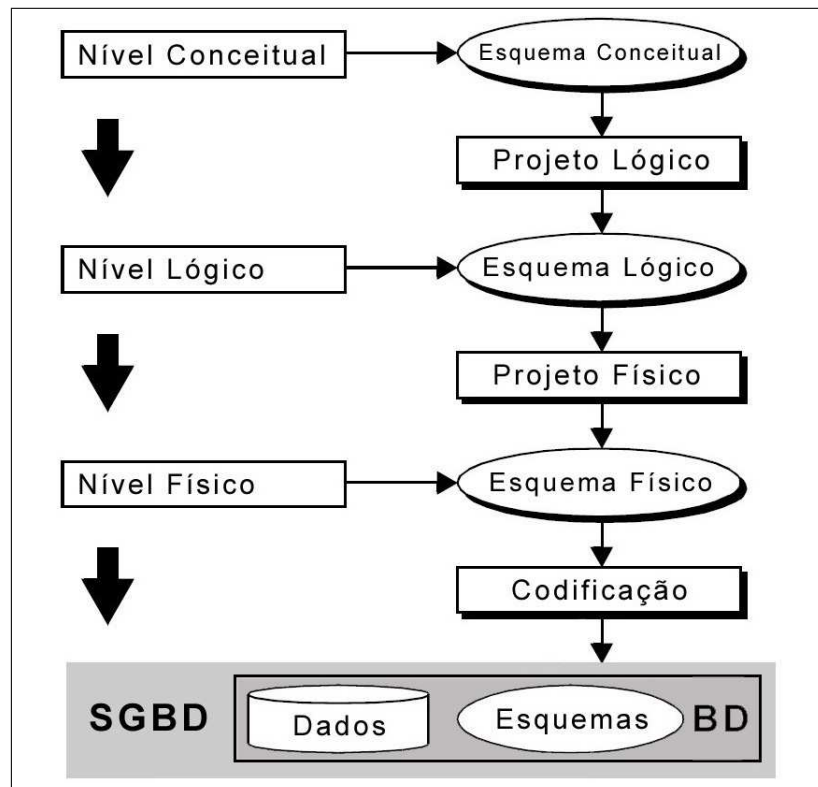 Nível Conceitual
Esquema Conceitual
Projeto Lógico
Nível Lógico
Esquema Lógico
Projeto Físico
Nível Físico
Esquema Físico
Codificação
SGBD
Dados
Esquemas
BD